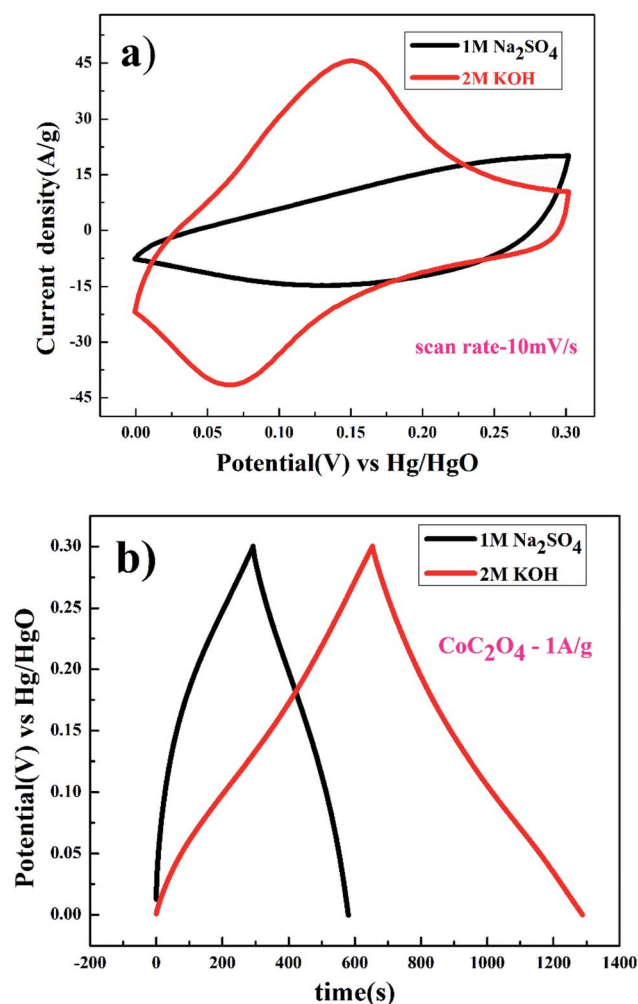 a)
1M Na₂SO₄
2M KOH
45
30
15
0
-15
-30
-45
Current density(A/g)
scan rate-10mV/s
0.00 0.05 0.10 0.15 0.20 0.25 0.30
Potential(V) vs Hg/HgO
b)
1M Na₂SO₄
2M KOH
CoC₂O₄ - 1A/g
0.30
0.25
0.20
0.15
0.10
0.05
0.00
Potential(V) vs Hg/HgO
-200 0 200 400 600 800 1000 1200 1400
time(s)